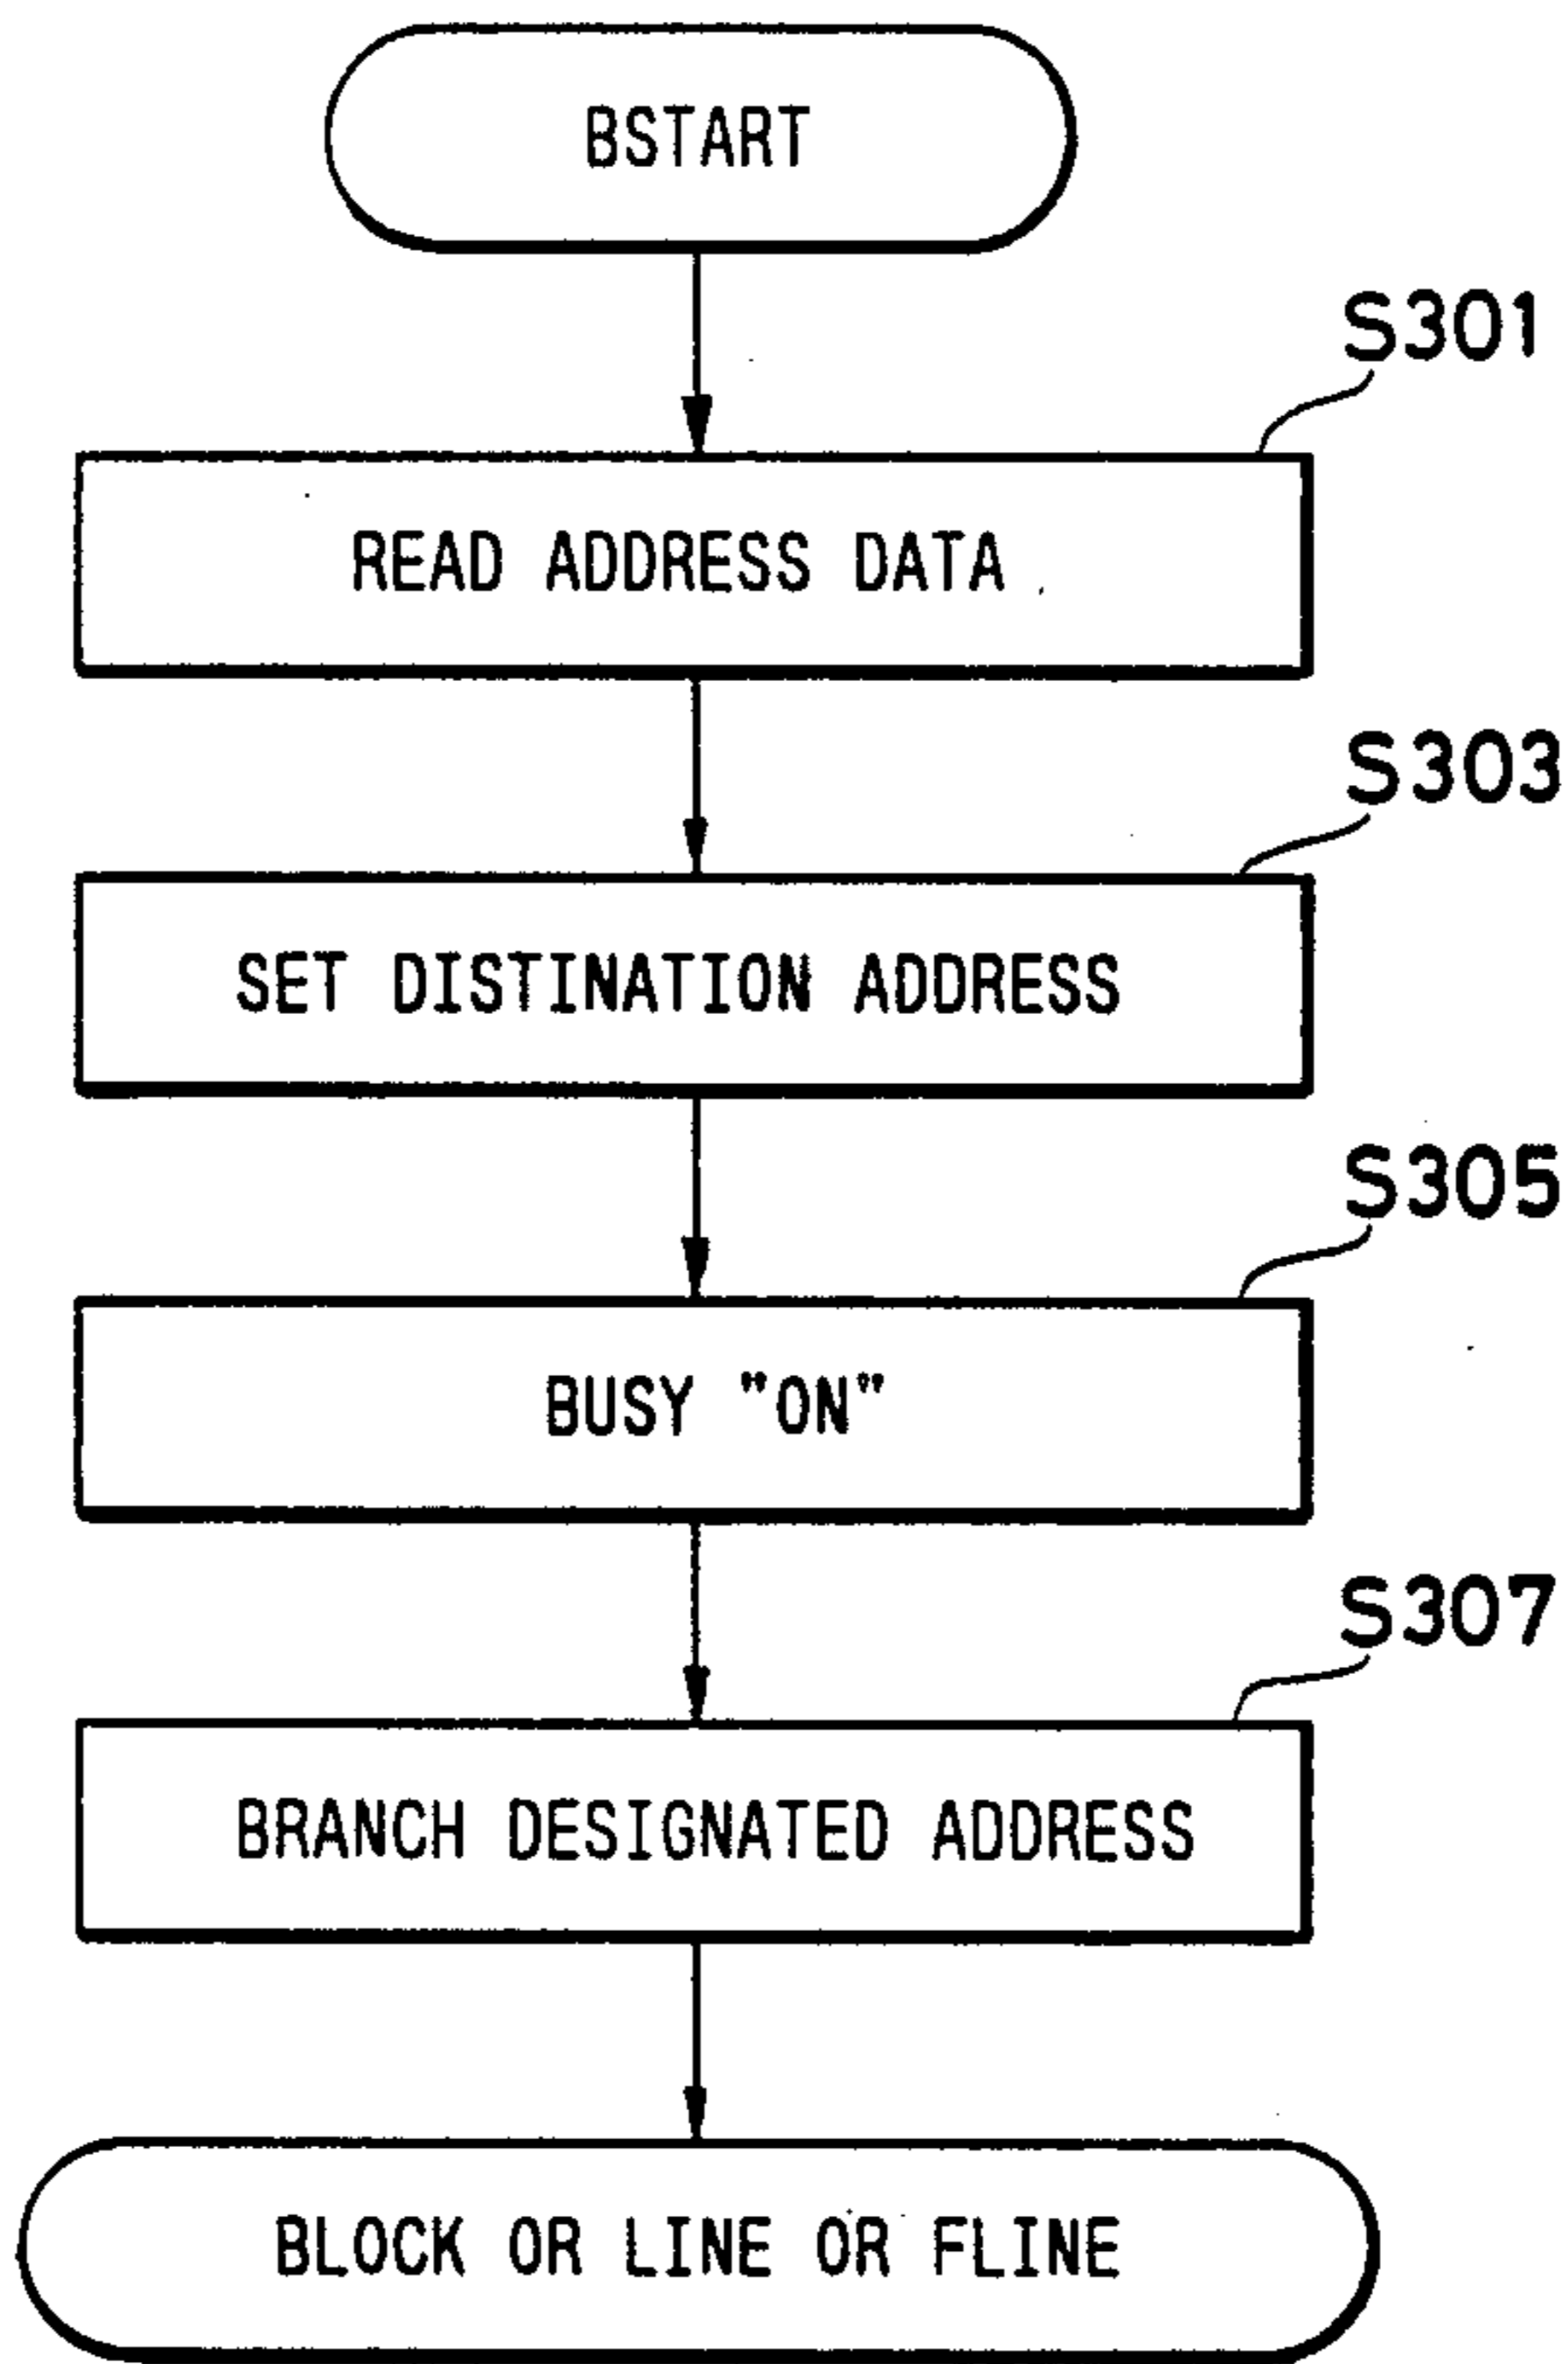 BSTART
S301
READ ADDRESS DATA
S303
SET DISTINATION ADDRESS
S305
BUSY "ON"
S307
BRANCH DESIGNATED ADDRESS
BLOCK OR LINE OR FLINE